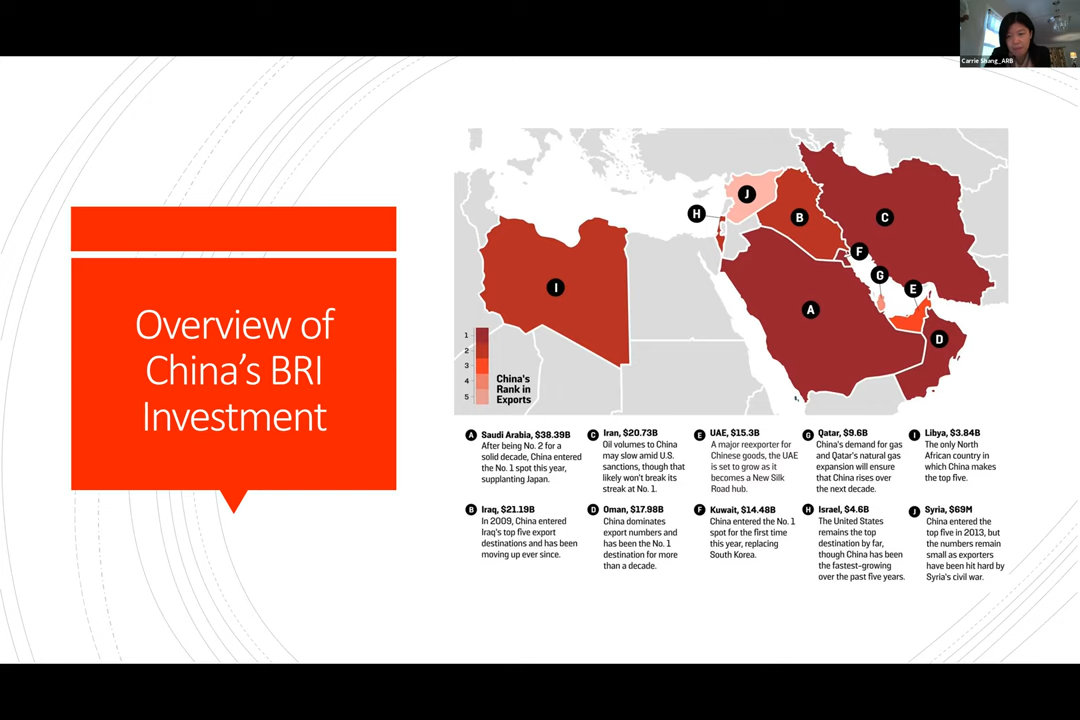 Carrie Shang_ARB
Overview of
China's BRI
Investment
J
H
B
C
F
G
E
I
A
D
1
2
3
4
5
China's
Rank in
Exports
A Saudi Arabia, $38.39B
After being No. 2 for a
solid decade, China entered
the No. 1 spot this year,
supplanting Japan.
C Iran, $20.73B
Oil volumes to China
may slow amid U.S.
sanctions, though that
likely won't break its
streak at No. 1.
E UAE, $15.3B
A major reexporter for
Chinese goods, the UAE
is set to grow as it
becomes a New Silk
Road hub.
G Qatar, $9.6B
China's demand for gas
and Qatar's natural gas
expansion will ensure
that China rises over
the next decade.
I Libya, $3.84B
The only North
African country in
which China makes
the top five.
B Iraq, $21.19B
In 2009, China entered
Iraq's top five export
destinations and has been
moving up ever since.
D Oman, $17.98B
China dominates
export numbers and
has been the No. 1
destination for more
than a decade.
F Kuwait, $14.48B
China entered the No. 1
spot for the first time
this year, replacing
South Korea.
H Israel, $4.6B
The United States
remains the top
destination by far,
though China has been
the fastest-growing
over the past five years.
J Syria, $69M
China entered the
top five in 2013, but
the numbers remain
small as exporters
have been hit hard by
Syria's civil war.